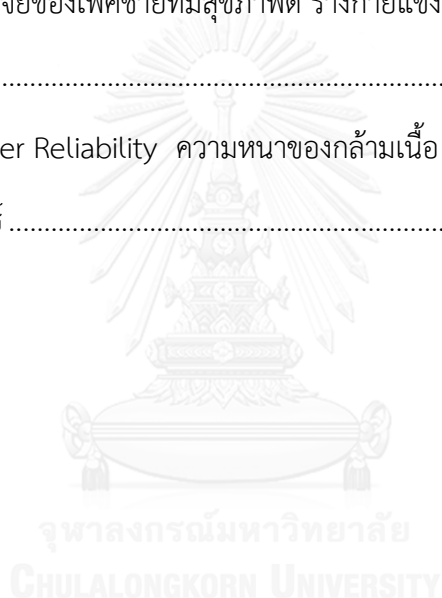 จัยของเพศชายที่มีสุขภาพดี ร่างกายแข็ง
....................................................................
er Reliability ความหนาของกล้ามเนื้อ
....................................................................
จุฬาลงกรณ์มหาวิทยาลัย
CHULALONGKORN UNIVERSITY